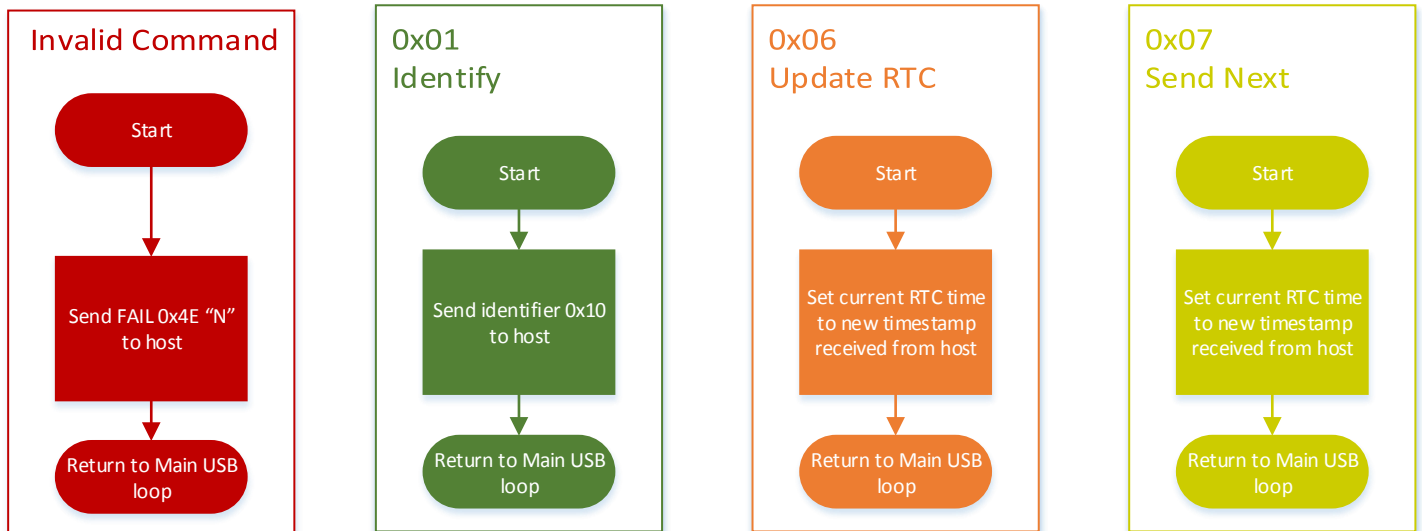 Invalid Command
Start
Send FAIL 0x4E “N”
to host
Return to Main USB
loop
0x01
Identify
Start
Send identifier 0x10
to host
Return to Main USB
loop
0x06
Update RTC
Start
Set current RTC time
to new timestamp
received from host
Return to Main USB
loop
0x07
Send Next
Start
Set current RTC time
to new timestamp
received from host
Return to Main USB
loop